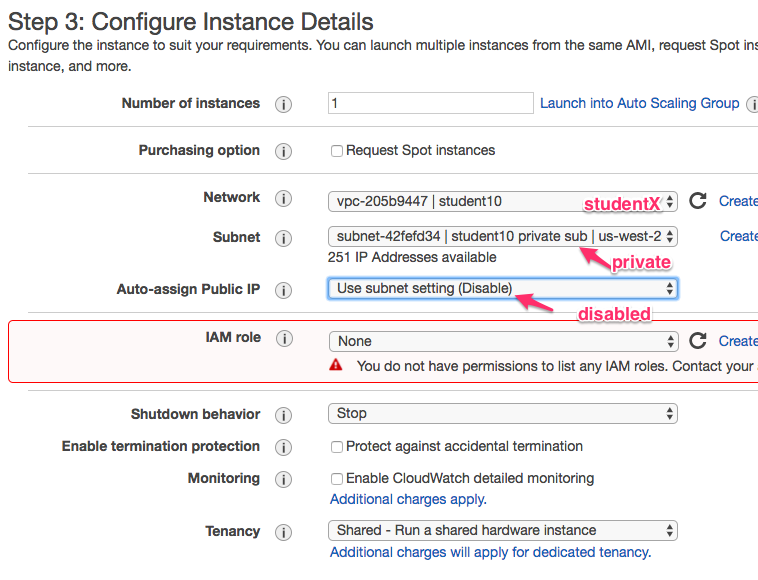 Step 3: Configure Instance Details
Configure the instance to suit your requirements. You can launch multiple instances from the same AMI, request Spot ins
instance, and more.
Number of instances i 1 Launch into Auto Scaling Group i
Purchasing option i Request Spot instances
Network i vpc-205b9447 | student10 studentX Create
Subnet i subnet-42fefd34 | student10 private sub | us-west-2 Create
251 IP Addresses available
private
Auto-assign Public IP i Use subnet setting (Disable)
disabled
IAM role i None Create
You do not have permissions to list any IAM roles. Contact your
Shutdown behavior i Stop
Enable termination protection i Protect against accidental termination
Monitoring i Enable CloudWatch detailed monitoring
Additional charges apply.
Tenancy i Shared - Run a shared hardware instance
Additional charges will apply for dedicated tenancy.